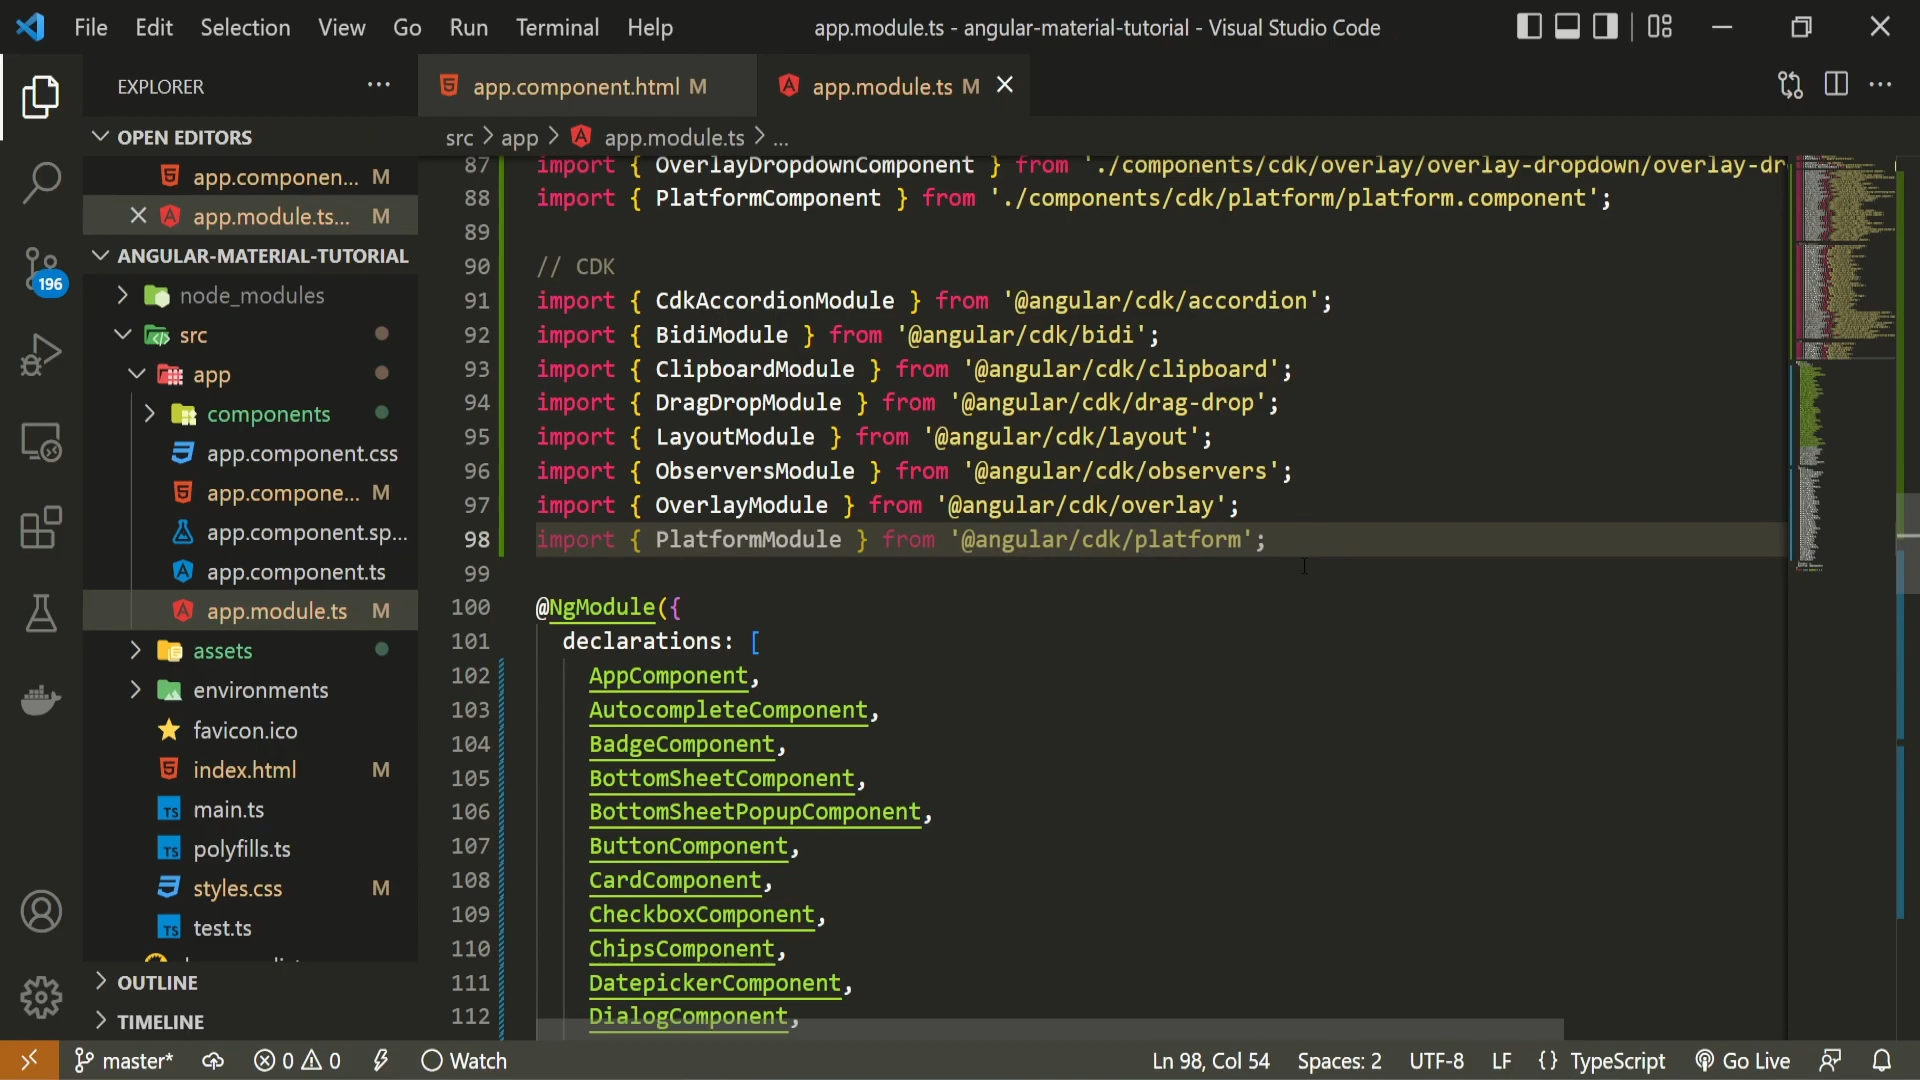 File Edit Selection View Go Run Terminal Help
app.module.ts - angular-material-tutorial - Visual Studio Code
EXPLORER
OPEN EDITORS
app.componen... M
app.module.ts... M
ANGULAR-MATERIAL-TUTORIAL
node_modules
src
app
components
app.component.css
app.compone... M
app.component.sp...
app.component.ts
app.module.ts M
assets
environments
favicon.ico
index.html M
main.ts
polyfills.ts
styles.css M
test.ts
OUTLINE
TIMELINE
196
app.component.html M
app.module.ts M
src > app > app.module.ts > ...
87 import { OverlayDropdownComponent } from './components/cdk/overlay/overlay-dropdown/overlay-dr
88 import { PlatformComponent } from './components/cdk/platform/platform.component';
89
90 // CDK
91 import { CdkAccordionModule } from '@angular/cdk/accordion';
92 import { BidiModule } from '@angular/cdk/bidi';
93 import { ClipboardModule } from '@angular/cdk/clipboard';
94 import { DragDropModule } from '@angular/cdk/drag-drop';
95 import { LayoutModule } from '@angular/cdk/layout';
96 import { ObserversModule } from '@angular/cdk/observers';
97 import { OverlayModule } from '@angular/cdk/overlay';
98 import { PlatformModule } from '@angular/cdk/platform';
99
100 @NgModule({
101 declarations: [
102 AppComponent,
103 AutocompleteComponent,
104 BadgeComponent,
105 BottomSheetComponent,
106 BottomSheetPopupComponent,
107 ButtonComponent,
108 CardComponent,
109 CheckboxComponent,
110 ChipsComponent,
111 DatepickerComponent,
112 DialogComponent,
master* 0 0 Watch
Ln 98, Col 54 Spaces: 2 UTF-8 LF {} TypeScript Go Live